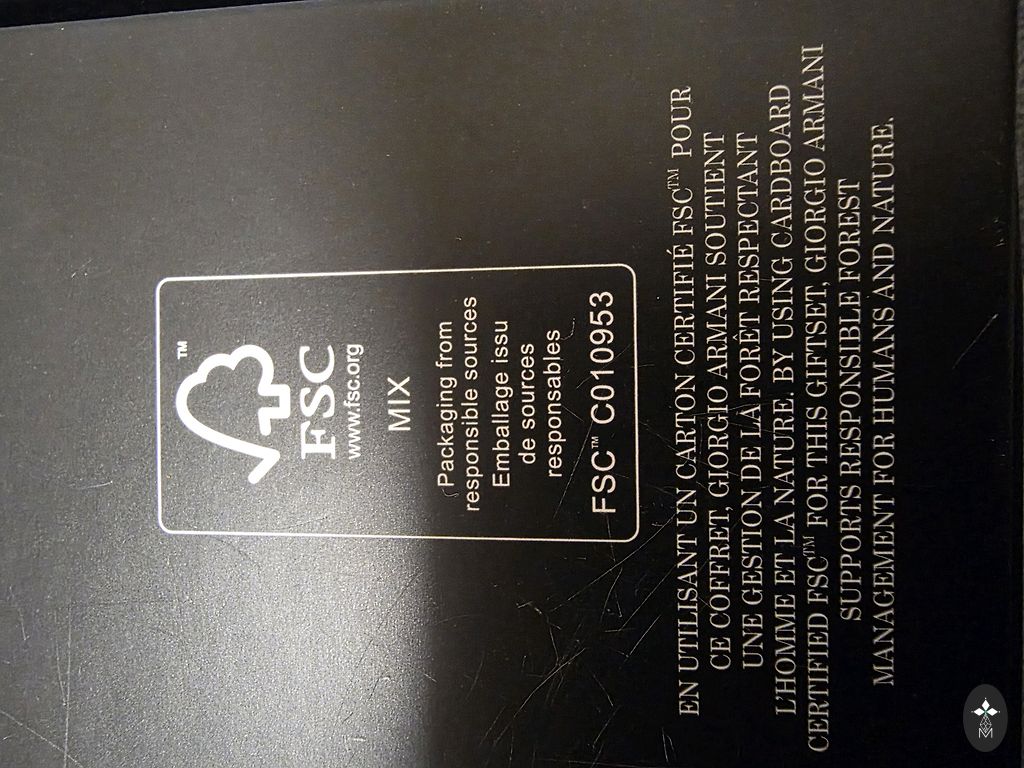 ™
FSC
www.fsc.org
MIX
Packaging from
responsible sources
Emballage issu
de sources
responsables
FSC™ C010953
EN UTILISANT UN CARTON CERTIFIÉ FSC™ POUR
CE COFFRET, GIORGIO ARMANI SOUTIENT
UNE GESTION DE LA FORÊT RESPECTANT
L'HOMME ET LA NATURE. BY USING CARDBOARD
CERTIFIED FSC™ FOR THIS GIFTSET, GIORGIO ARMANI
SUPPORTS RESPONSIBLE FOREST
MANAGEMENT FOR HUMANS AND NATURE.
M